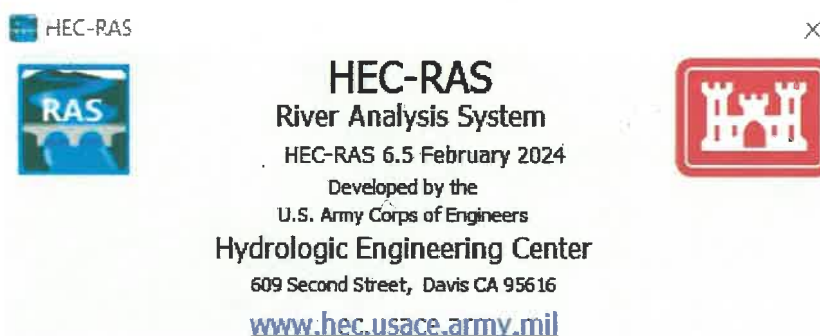 HEC-RAS
RAS
HEC-RAS
River Analysis System
HEC-RAS 6.5 February 2024
Developed by the
U.S. Army Corps of Engineers
Hydrologic Engineering Center
609 Second Street, Davis CA 95616
www.hec.usace.army.mil